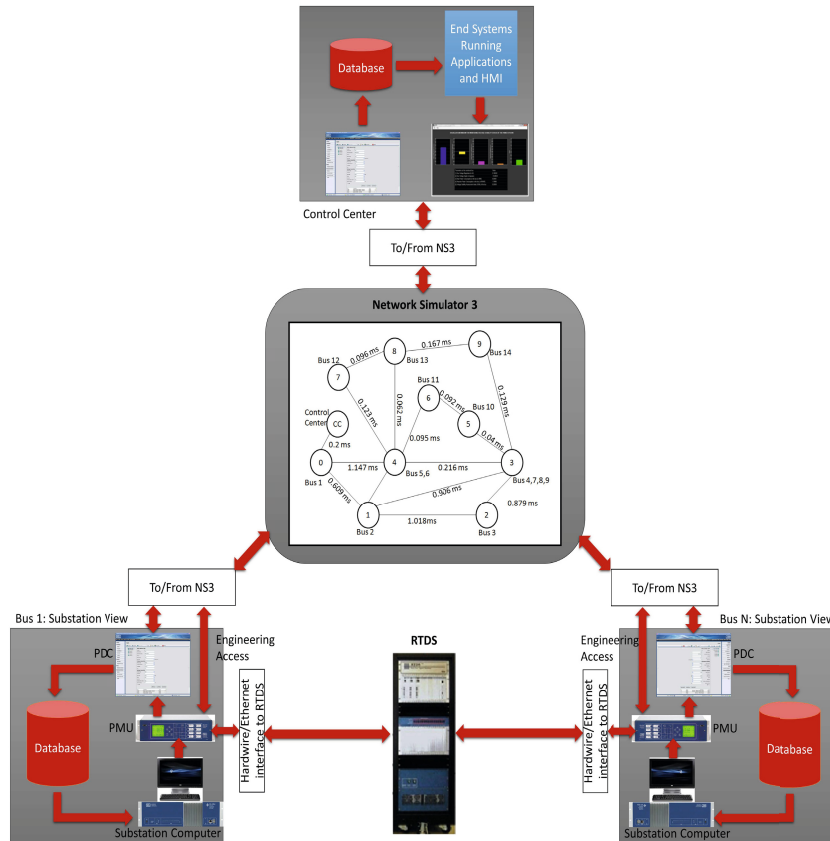 End Systems
Running
Applications
and HMI
Database
Control Center
To/From NS3
Network Simulator 3
0.167 ms
8
9
0.096 ms
Bus 12
Bus 13
Bus 14
7
Bus 11
6
0.092 ms
Bus 10
0.062 ms
0.129 ms
0.123 ms
Control
Center
CC
5
0.095 ms
0.04 ms
0.2 ms
0
1.147 ms
4
0.216 ms
3
Bus 1
Bus 5,6
Bus 4,7,8,9
0.609 ms
0.906 ms
0.879 ms
1
1.018ms
2
Bus 2
Bus 3
To/From NS3
To/From NS3
Bus 1: Substation View
Bus N: Substation View
Engineering
Access
RTDS
Engineering
Access
PDC
PDC
PMU
PMU
Hardwire/Ethernet
interface to RTDS
Hardwire/Ethernet
interface to RTDS
Database
Database
Substation Computer
Substation Computer